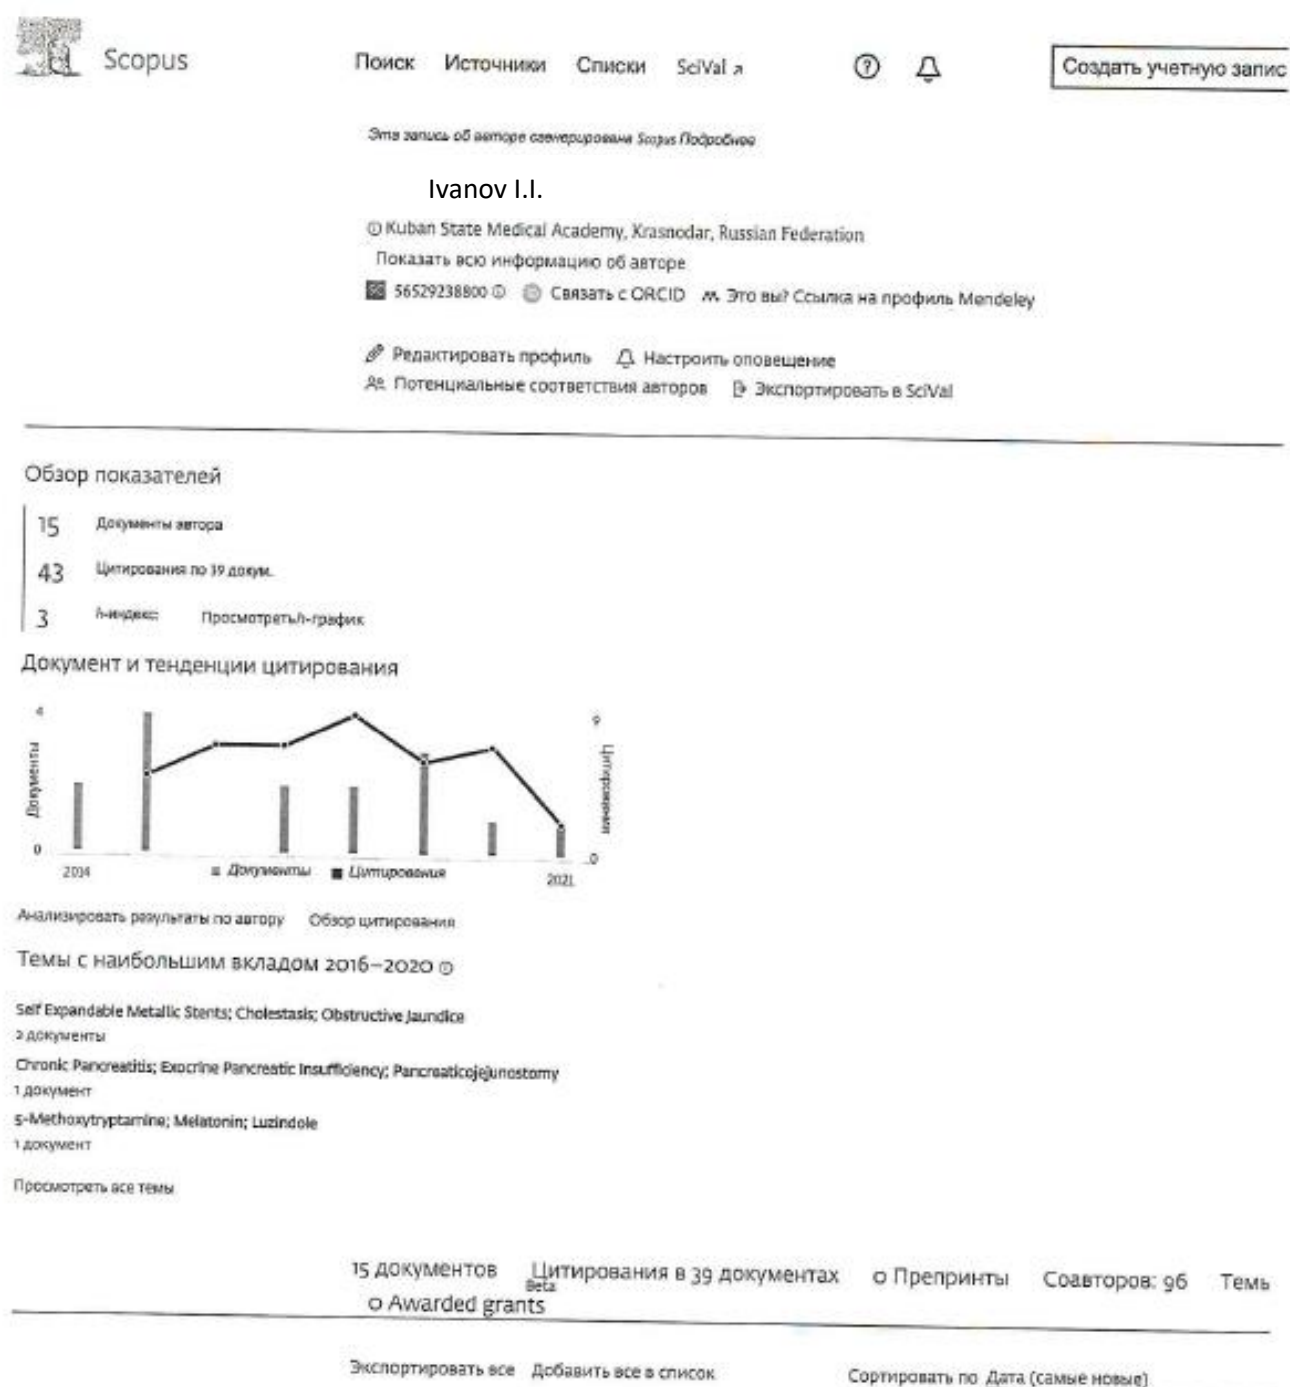 Scopus
Поиск Источники Списки SciVal ↗
Создать учетную запис
Эта запись об авторе сгенерирована Scopus Подробнее
Ivanov I.I.
Kuban State Medical Academy, Krasnodar, Russian Federation
Показать всю информацию об авторе
56529238800 Связать с ORCID Это вы? Ссылка на профиль Mendeley
Редактировать профиль Настроить оповещение
Потенциальные соответствия авторов Экспортировать в SciVal
Обзор показателей
15 Документы автора
43 Цитирования по 39 докум.
3 h-индекс: Просмотреть h-график
Документ и тенденции цитирования
4
9
Документы
Цитирования
0
0
2014
Документы Цитирования
2021
Анализировать результаты по автору Обзор цитирования
Темы с наибольшим вкладом 2016–2020
Self Expandable Metallic Stents; Cholestasis; Obstructive Jaundice
2 документы
Chronic Pancreatitis; Exocrine Pancreatic Insufficiency; Pancreaticojejunostomy
1 документ
5-Methoxytryptamine; Melatonin; Luzindole
1 документ
Просмотреть все темы
15 документов Цитирования в 39 документах 0 Препринты Соавторов: 96 Темь
Beta
0 Awarded grants
Экспортировать все Добавить все в список Сортировать по Дата (самые новые)